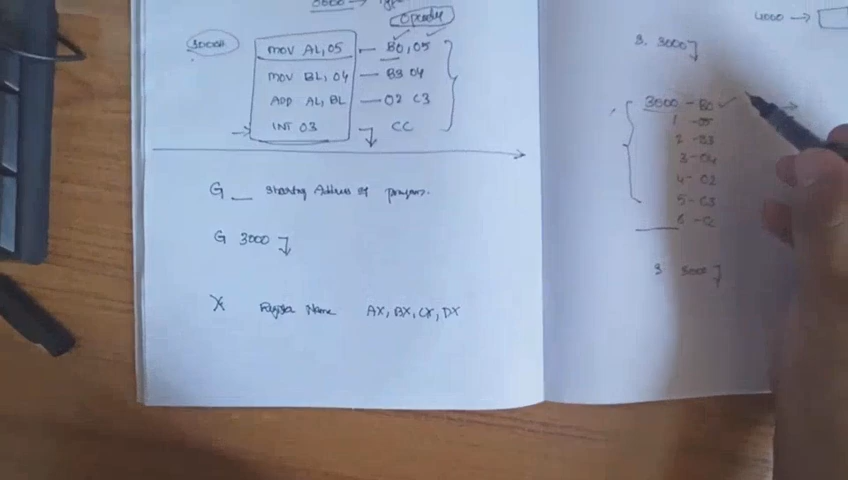 Opcode
3000H
MOV AL, 05 — B0, 05
MOV BL, 04 — B3 04
ADD AL, BL — 02 C3
INT 03 CC
G _ Starting Address of program.
G 3000
X Register Name AX, BX, CX, DX
4000 →
S. 3000
3000 - B0
1 - 05
2 - B3
3 - 04
4 - 02
5 - C3
6 - CC
S 5000